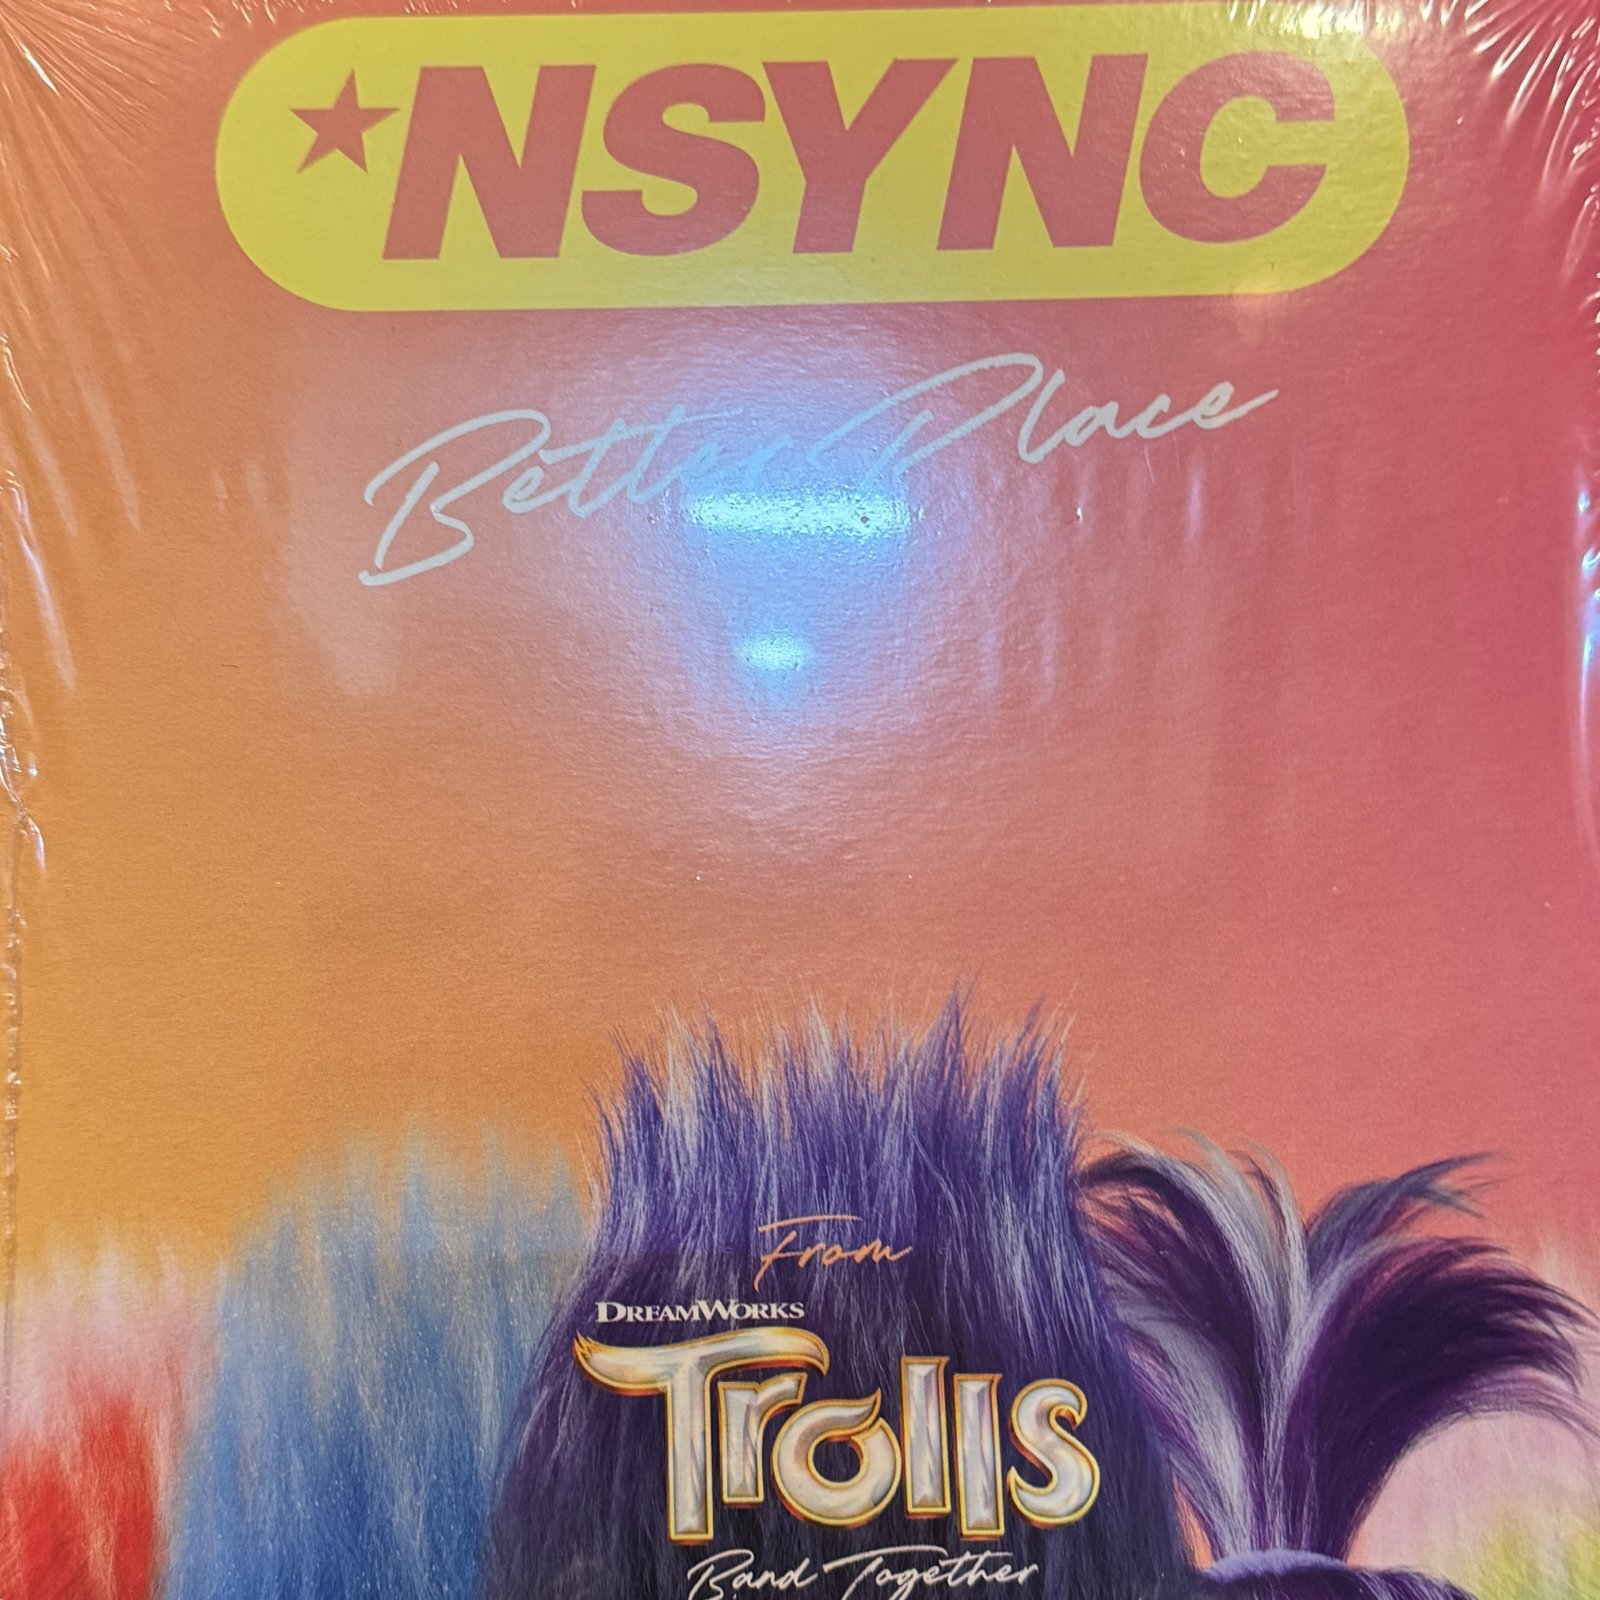 *NSYNC
Better Place
From
DREAMWORKS
Trolls
Band Together